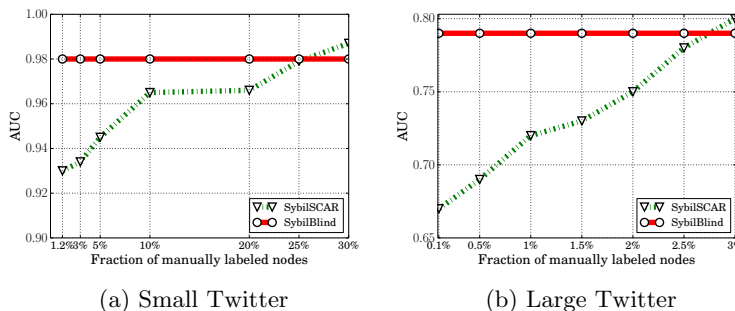 1.00
0.98
0.96
0.94
0.92
0.90
AUC
1.2%
3%
5%
10%
20%
25%
30%
Fraction of manually labeled nodes
SybilSCAR
SybilBlind
(a) Small Twitter
0.80
0.75
0.70
0.65
AUC
0.1%
0.5%
1%
1.5%
2%
2.5%
3%
Fraction of manually labeled nodes
SybilSCAR
SybilBlind
(b) Large Twitter